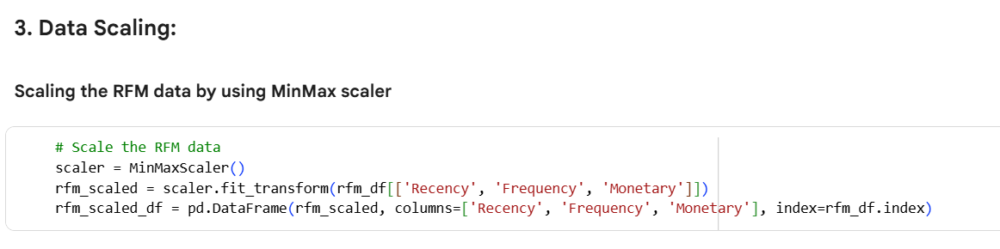 3. Data Scaling:
Scaling the RFM data by using MinMax scaler
# Scale the RFM data
scaler = MinMaxScaler()
rfm_scaled = scaler.fit_transform(rfm_df[['Recency', 'Frequency', 'Monetary']])
rfm_scaled_df = pd.DataFrame(rfm_scaled, columns=['Recency', 'Frequency', 'Monetary'], index=rfm_df.index)